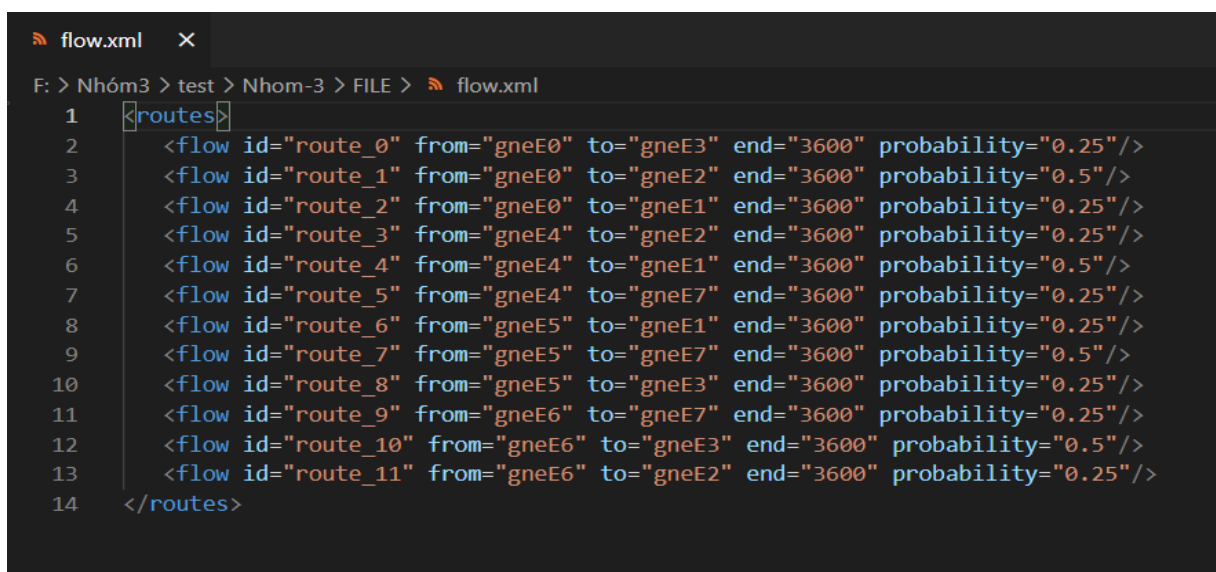 flow.xml ×
F: > Nhóm3 > test > Nhom-3 > FILE > flow.xml
1 <routes>
2 <flow id="route_0" from="gneE0" to="gneE3" end="3600" probability="0.25"/>
3 <flow id="route_1" from="gneE0" to="gneE2" end="3600" probability="0.5"/>
4 <flow id="route_2" from="gneE0" to="gneE1" end="3600" probability="0.25"/>
5 <flow id="route_3" from="gneE4" to="gneE2" end="3600" probability="0.25"/>
6 <flow id="route_4" from="gneE4" to="gneE1" end="3600" probability="0.5"/>
7 <flow id="route_5" from="gneE4" to="gneE7" end="3600" probability="0.25"/>
8 <flow id="route_6" from="gneE5" to="gneE1" end="3600" probability="0.25"/>
9 <flow id="route_7" from="gneE5" to="gneE7" end="3600" probability="0.5"/>
10 <flow id="route_8" from="gneE5" to="gneE3" end="3600" probability="0.25"/>
11 <flow id="route_9" from="gneE6" to="gneE7" end="3600" probability="0.25"/>
12 <flow id="route_10" from="gneE6" to="gneE3" end="3600" probability="0.5"/>
13 <flow id="route_11" from="gneE6" to="gneE2" end="3600" probability="0.25"/>
14 </routes>